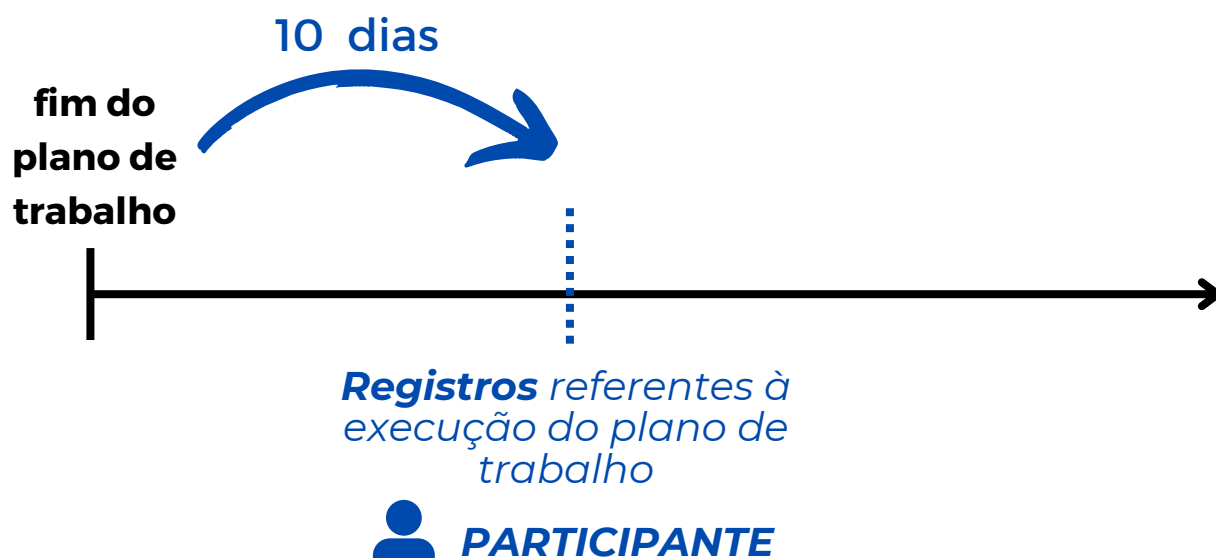 10 dias
fim do
plano de
trabalho
Registros referentes à
execução do plano de
trabalho
PARTICIPANTE